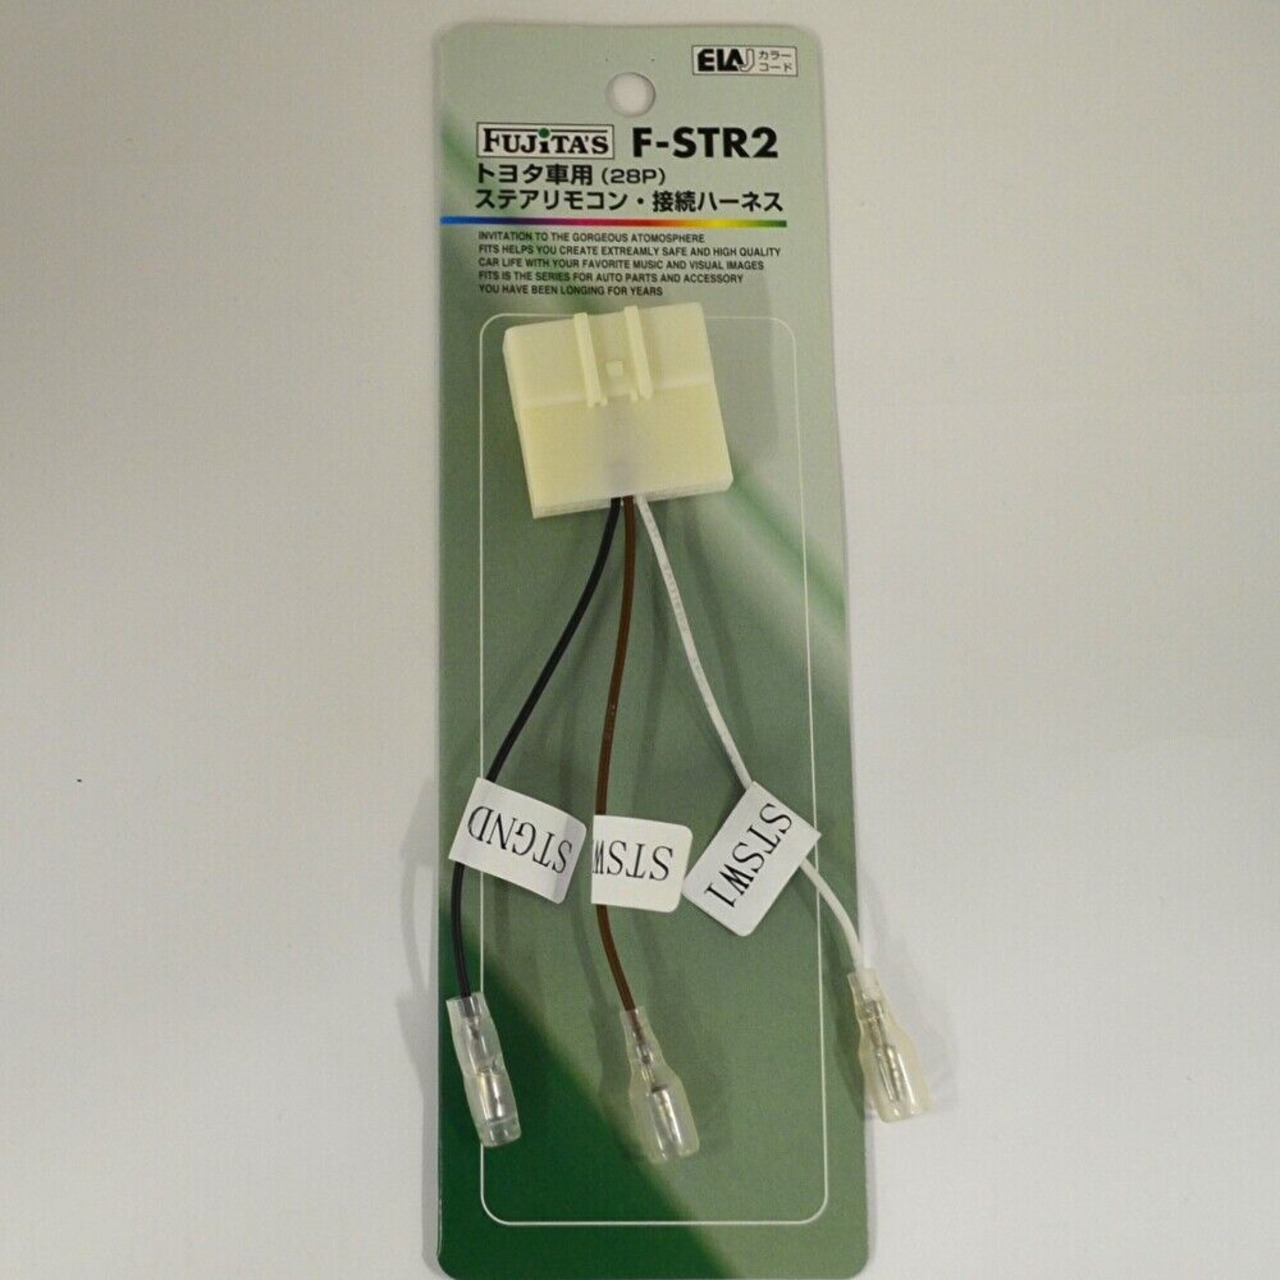 EIAJ カラー
コード
FUJiTA'S F-STR2
トヨタ車用(28P)
ステアリモコン・接続ハーネス
INVITATION TO THE GORGEOUS ATOMOSPHERE
FITS HELPS YOU CREATE EXTREAMLY SAFE AND HIGH QUALITY
CAR LIFE WITH YOUR FAVORITE MUSIC AND VISUAL IMAGES
FITS IS THE SERIES FOR AUTO PARTS AND ACCESSORY
YOU HAVE BEEN LONGING FOR YEARS
STGND
STSW
STSW1